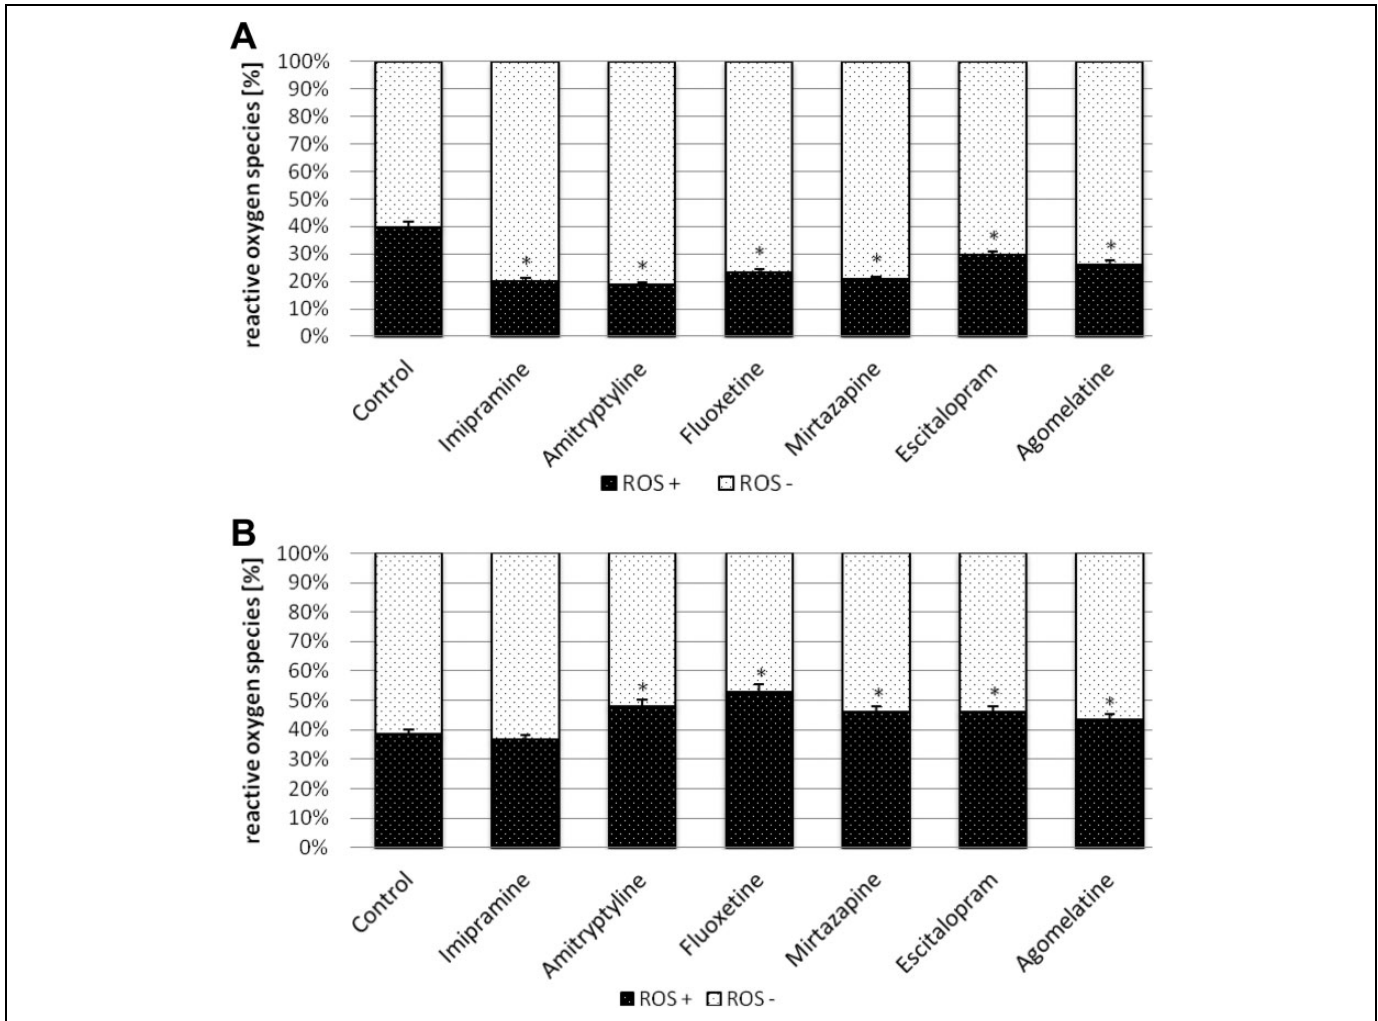 A
reactive oxygen species [%]
100%
90%
80%
70%
60%
50%
40%
30%
20%
10%
0%
* * * * * *
Control Imipramine Amitryptyline Fluoxetine Mirtazapine Escitalopram Agomelatine
ROS + ROS -
B
reactive oxygen species [%]
100%
90%
80%
70%
60%
50%
40%
30%
20%
10%
0%
* * * * *
Control Imipramine Amitryptyline Fluoxetine Mirtazapine Escitalopram Agomelatine
ROS + ROS -